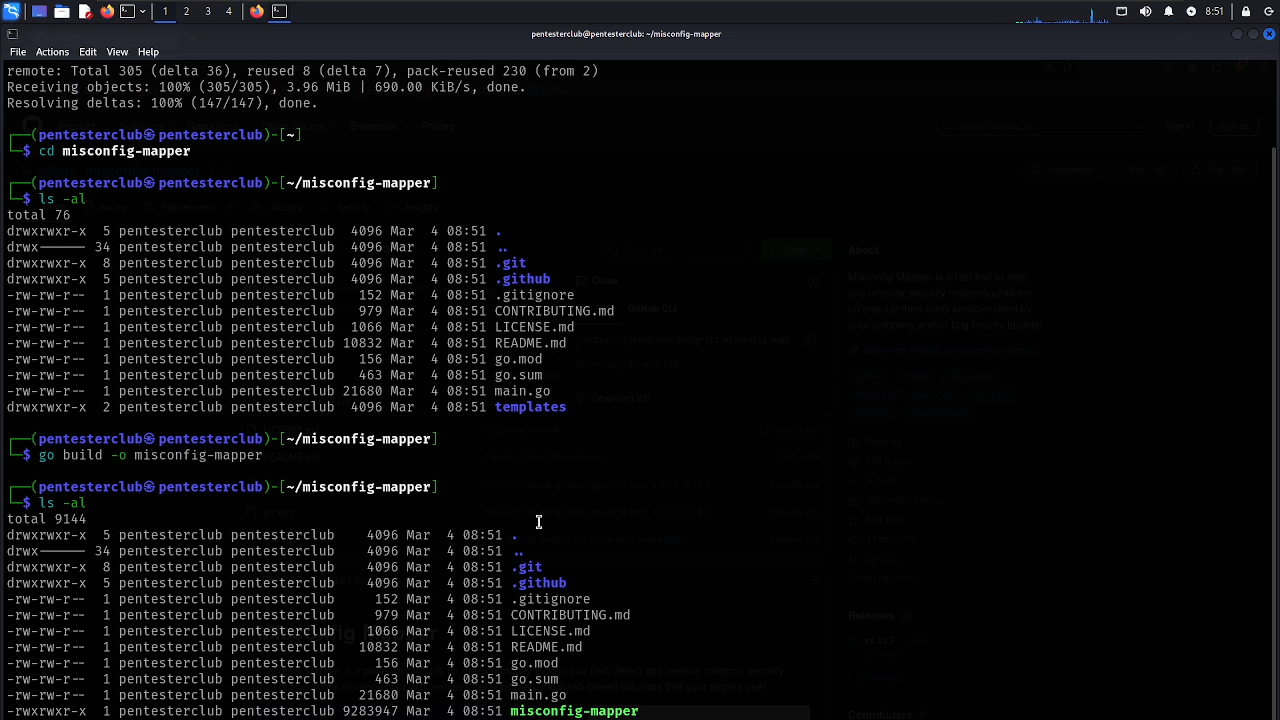 8:51
pentesterclub@pentesterclub: ~/misconfig-mapper
File Actions Edit View Help
remote: Total 305 (delta 36), reused 8 (delta 7), pack-reused 230 (from 2)
Receiving objects: 100% (305/305), 3.96 MiB | 690.00 KiB/s, done.
Resolving deltas: 100% (147/147), done.
┌──(pentesterclub㉿pentesterclub)-[~]
└─$ cd misconfig-mapper
┌──(pentesterclub㉿pentesterclub)-[~/misconfig-mapper]
└─$ ls -al
total 76
drwxrwxr-x  5 pentesterclub pentesterclub  4096 Mar  4 08:51 .
drwx------ 34 pentesterclub pentesterclub  4096 Mar  4 08:51 ..
drwxrwxr-x  8 pentesterclub pentesterclub  4096 Mar  4 08:51 .git
drwxrwxr-x  5 pentesterclub pentesterclub  4096 Mar  4 08:51 .github
-rw-rw-r--  1 pentesterclub pentesterclub   152 Mar  4 08:51 .gitignore
-rw-rw-r--  1 pentesterclub pentesterclub   979 Mar  4 08:51 CONTRIBUTING.md
-rw-rw-r--  1 pentesterclub pentesterclub  1066 Mar  4 08:51 LICENSE.md
-rw-rw-r--  1 pentesterclub pentesterclub 10832 Mar  4 08:51 README.md
-rw-rw-r--  1 pentesterclub pentesterclub   156 Mar  4 08:51 go.mod
-rw-rw-r--  1 pentesterclub pentesterclub   463 Mar  4 08:51 go.sum
-rw-rw-r--  1 pentesterclub pentesterclub 21680 Mar  4 08:51 main.go
drwxrwxr-x  2 pentesterclub pentesterclub  4096 Mar  4 08:51 templates
┌──(pentesterclub㉿pentesterclub)-[~/misconfig-mapper]
└─$ go build -o misconfig-mapper
┌──(pentesterclub㉿pentesterclub)-[~/misconfig-mapper]
└─$ ls -al
total 9144
drwxrwxr-x  5 pentesterclub pentesterclub    4096 Mar  4 08:51 .
drwx------ 34 pentesterclub pentesterclub    4096 Mar  4 08:51 ..
drwxrwxr-x  8 pentesterclub pentesterclub    4096 Mar  4 08:51 .git
drwxrwxr-x  5 pentesterclub pentesterclub    4096 Mar  4 08:51 .github
-rw-rw-r--  1 pentesterclub pentesterclub     152 Mar  4 08:51 .gitignore
-rw-rw-r--  1 pentesterclub pentesterclub     979 Mar  4 08:51 CONTRIBUTING.md
-rw-rw-r--  1 pentesterclub pentesterclub    1066 Mar  4 08:51 LICENSE.md
-rw-rw-r--  1 pentesterclub pentesterclub   10832 Mar  4 08:51 README.md
-rw-rw-r--  1 pentesterclub pentesterclub     156 Mar  4 08:51 go.mod
-rw-rw-r--  1 pentesterclub pentesterclub     463 Mar  4 08:51 go.sum
-rw-rw-r--  1 pentesterclub pentesterclub   21680 Mar  4 08:51 main.go
-rwxrwxr-x  1 pentesterclub pentesterclub 9283947 Mar  4 08:51 misconfig-mapper